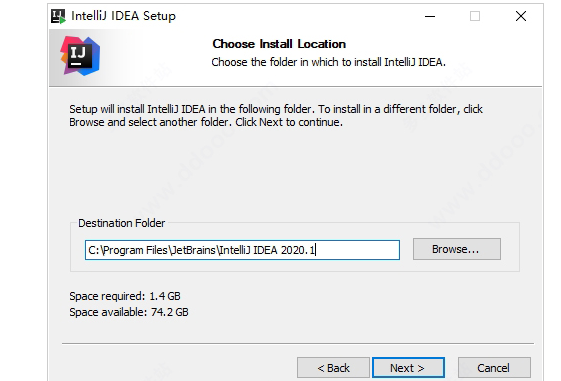 IntelliJ IDEA Setup
IJ
Choose Install Location
Choose the folder in which to install IntelliJ IDEA.
Setup will install IntelliJ IDEA in the following folder. To install in a different folder, click
Browse and select another folder. Click Next to continue.
Destination Folder
C:\Program Files\JetBrains\IntelliJ IDEA 2020.1
Browse...
Space required: 1.4 GB
Space available: 74.2 GB
< Back
Next >
Cancel